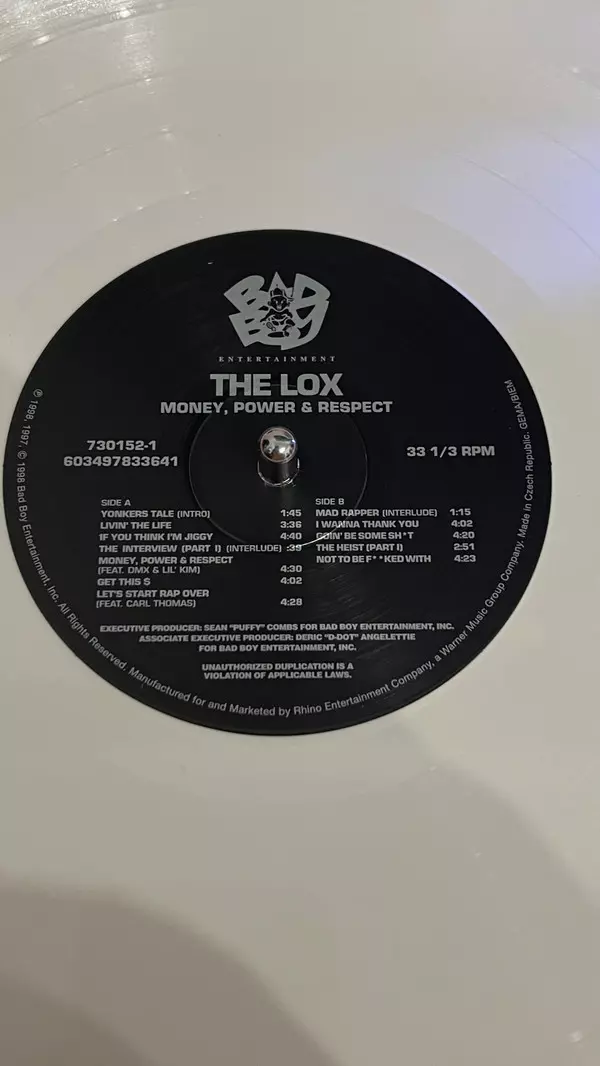 BAD BOY
ENTERTAINMENT
THE LOX
MONEY, POWER & RESPECT
730152-1
603497833641
33 1/3 RPM
SIDE A
YONKERS TALE (INTRO) 1:45
LIVIN' THE LIFE 3:36
IF YOU THINK I'M JIGGY 4:40
THE INTERVIEW (PART I) (INTERLUDE) :39
MONEY, POWER & RESPECT
(FEAT. DMX & LIL' KIM) 4:30
GET THIS $ 4:02
LET'S START RAP OVER
(FEAT. CARL THOMAS) 4:28
SIDE B
MAD RAPPER (INTERLUDE) 1:15
I WANNA THANK YOU 4:02
GOIN' BE SOME SH*T 4:20
THE HEIST (PART I) 2:51
NOT TO BE F**KED WITH 4:23
EXECUTIVE PRODUCER: SEAN "PUFFY" COMBS FOR BAD BOY ENTERTAINMENT, INC.
ASSOCIATE EXECUTIVE PRODUCER: DERIC "D-DOT" ANGELETTIE
FOR BAD BOY ENTERTAINMENT, INC.
UNAUTHORIZED DUPLICATION IS A
VIOLATION OF APPLICABLE LAWS.
℗ 1998, 1997, © 1998 Bad Boy Entertainment, Inc. All Rights Reserved. Manufactured for and Marketed by Rhino Entertainment Company, a Warner Music Group Company. Made in Czech Republic. GEMA/BIEM